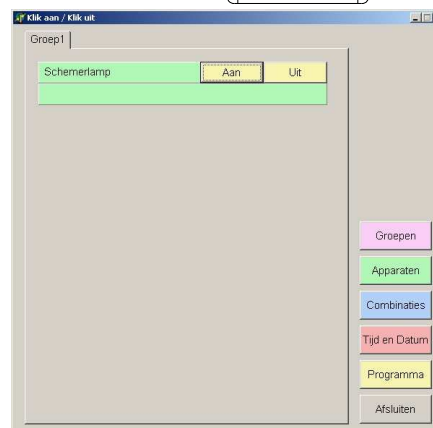 Klik aan / Klik uit
Groep1
Schemerlamp Aan Uit
Groepen
Apparaten
Combinaties
Tijd en Datum
Programma
Afsluiten